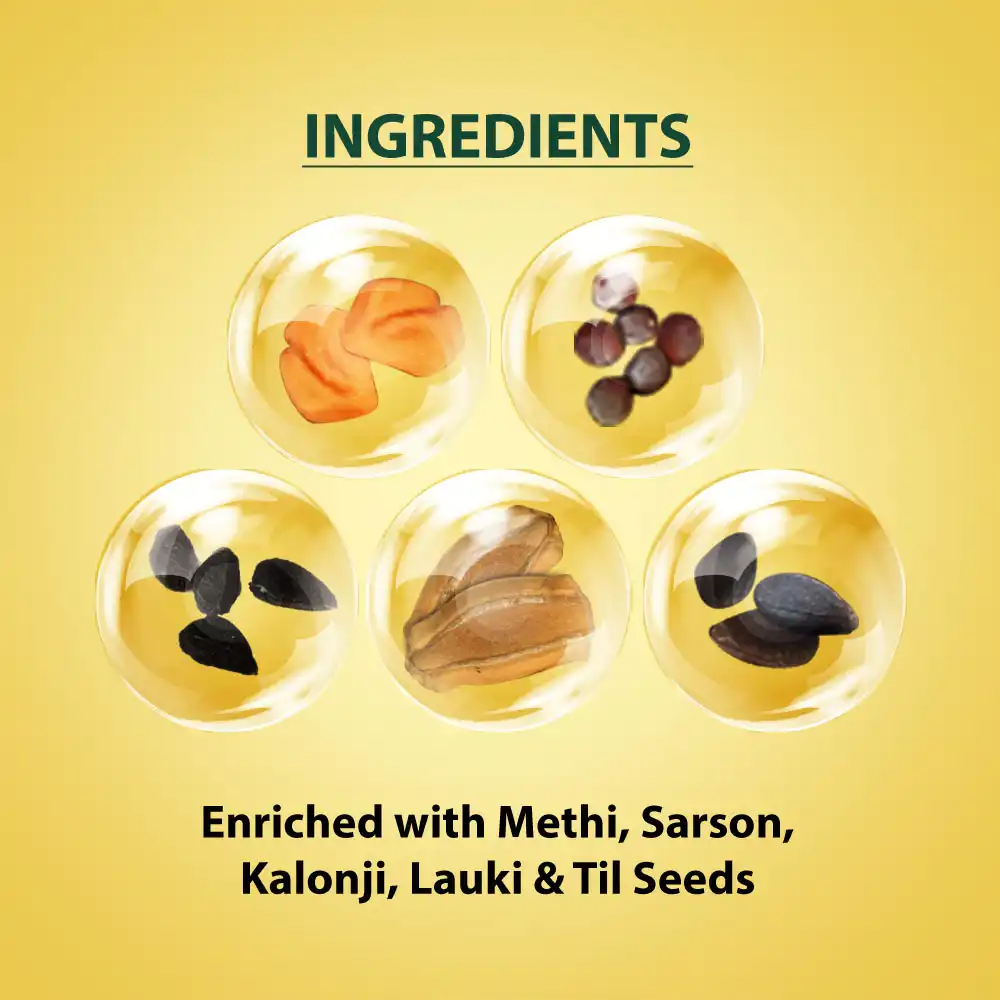 INGREDIENTS
Enriched with Methi, Sarson,
Kalonji, Lauki & Til Seeds